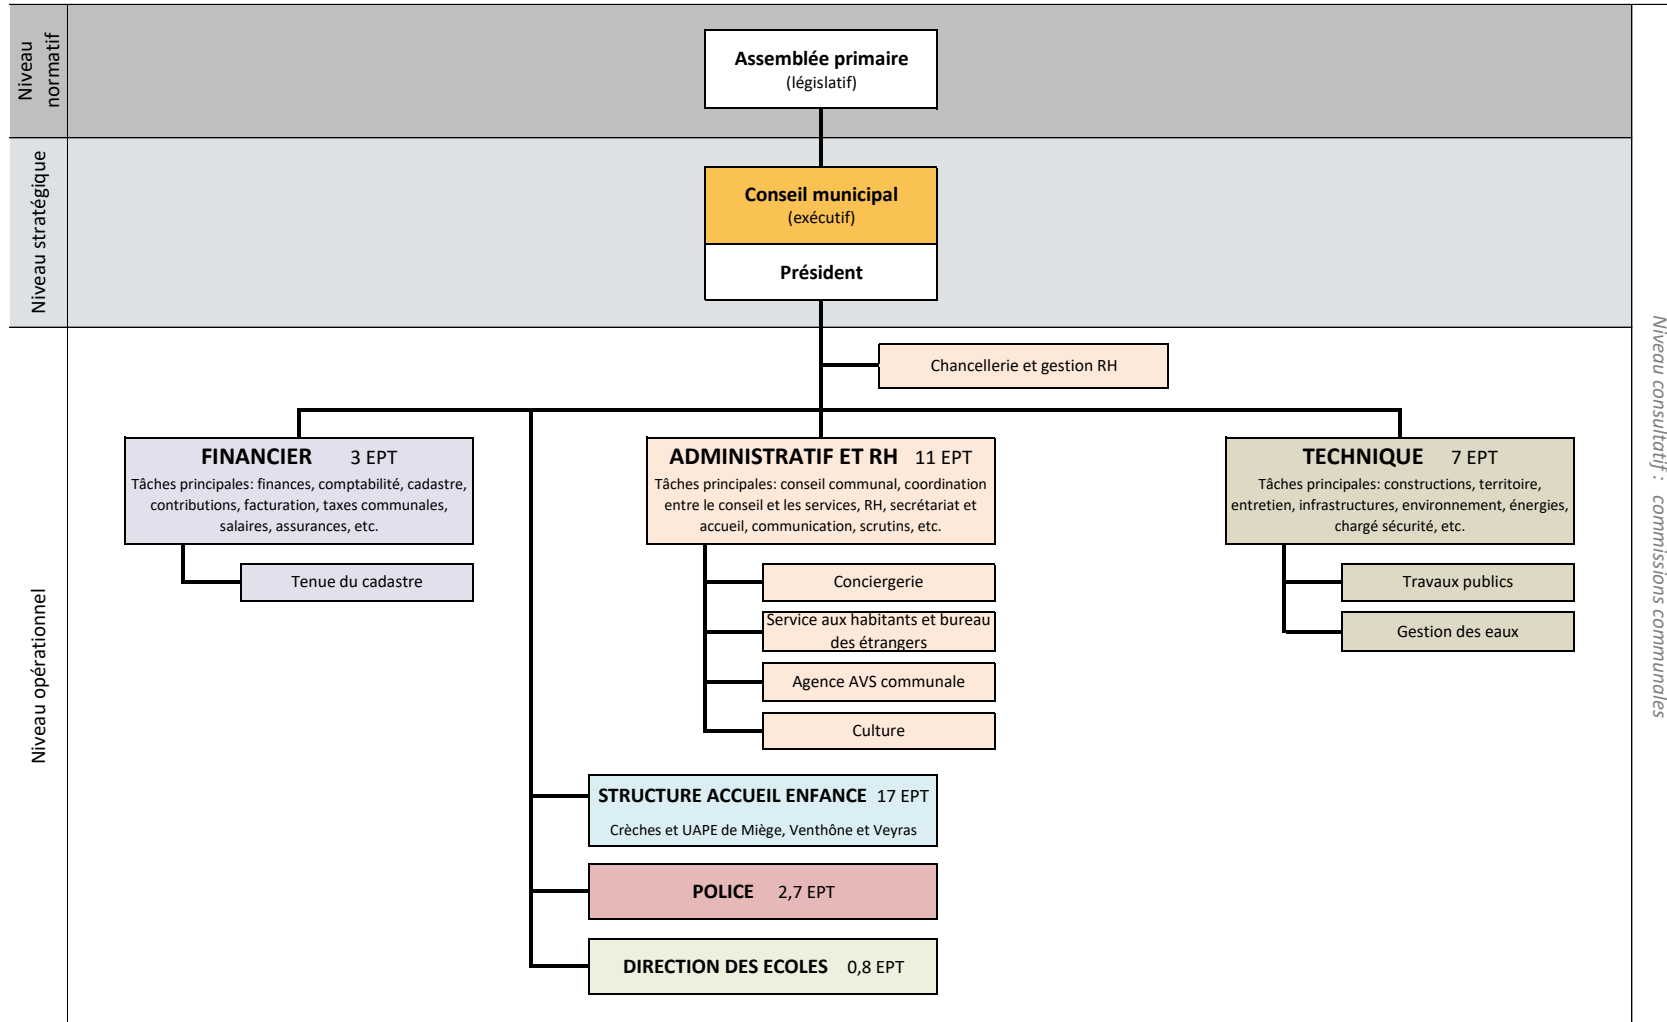 Niveau
normatif
Assemblée primaire
(législatif)
Niveau stratégique
Conseil municipal
(exécutif)
Président
Niveau opérationnel
Chancellerie et gestion RH
FINANCIER 3 EPT
Tâches principales: finances, comptabilité, cadastre,
contributions, facturation, taxes communales,
salaires, assurances, etc.
Tenue du cadastre
ADMINISTRATIF ET RH 11 EPT
Tâches principales: conseil communal, coordination
entre le conseil et les services, RH, secrétariat et
accueil, communication, scrutins, etc.
Conciergerie
Service aux habitants et bureau
des étrangers
Agence AVS communale
Culture
TECHNIQUE 7 EPT
Tâches principales: constructions, territoire,
entretien, infrastructures, environnement, énergies,
chargé sécurité, etc.
Travaux publics
Gestion des eaux
STRUCTURE ACCUEIL ENFANCE 17 EPT
Crèches et UAPE de Miège, Venthône et Veyras
POLICE 2,7 EPT
DIRECTION DES ECOLES 0,8 EPT
Niveau consultatif : commissions communales